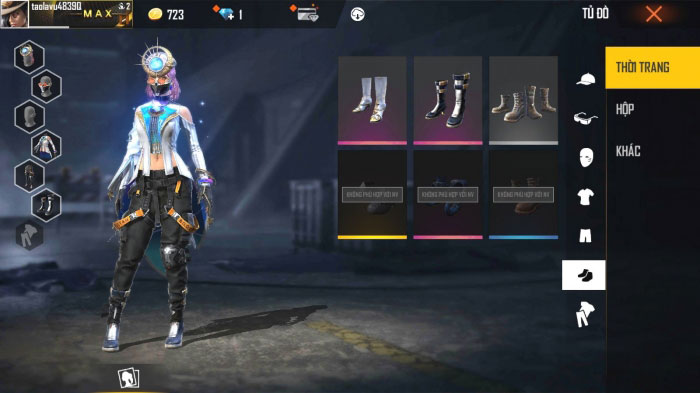 taolavu4839Q
2
MAX
723
1
TỦ ĐỒ
THỜI TRANG
HỘP
KHÁC
KHÔNG PHÙ HỢP VỚI NV
KHÔNG PHÙ HỢP VỚI NV
KHÔNG PHÙ HỢP VỚI NV